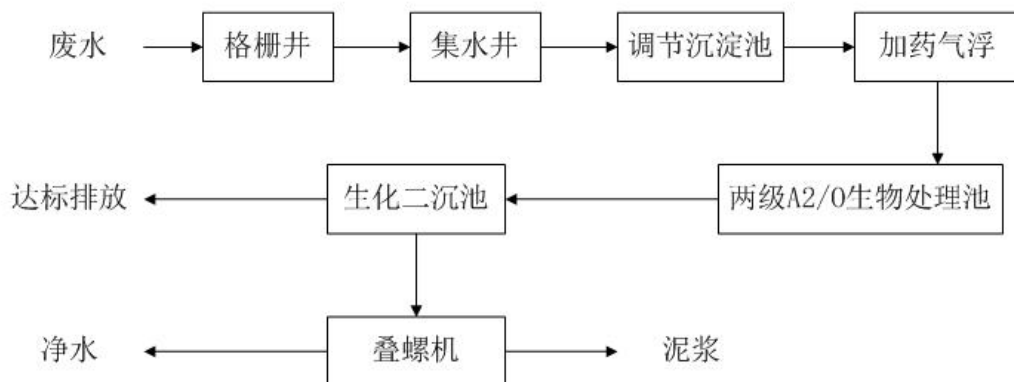 废水
格栅井
集水井
调节沉淀池
加药气浮
达标排放
生化二沉池
两级A2/O生物处理池
净水
叠螺机
泥浆